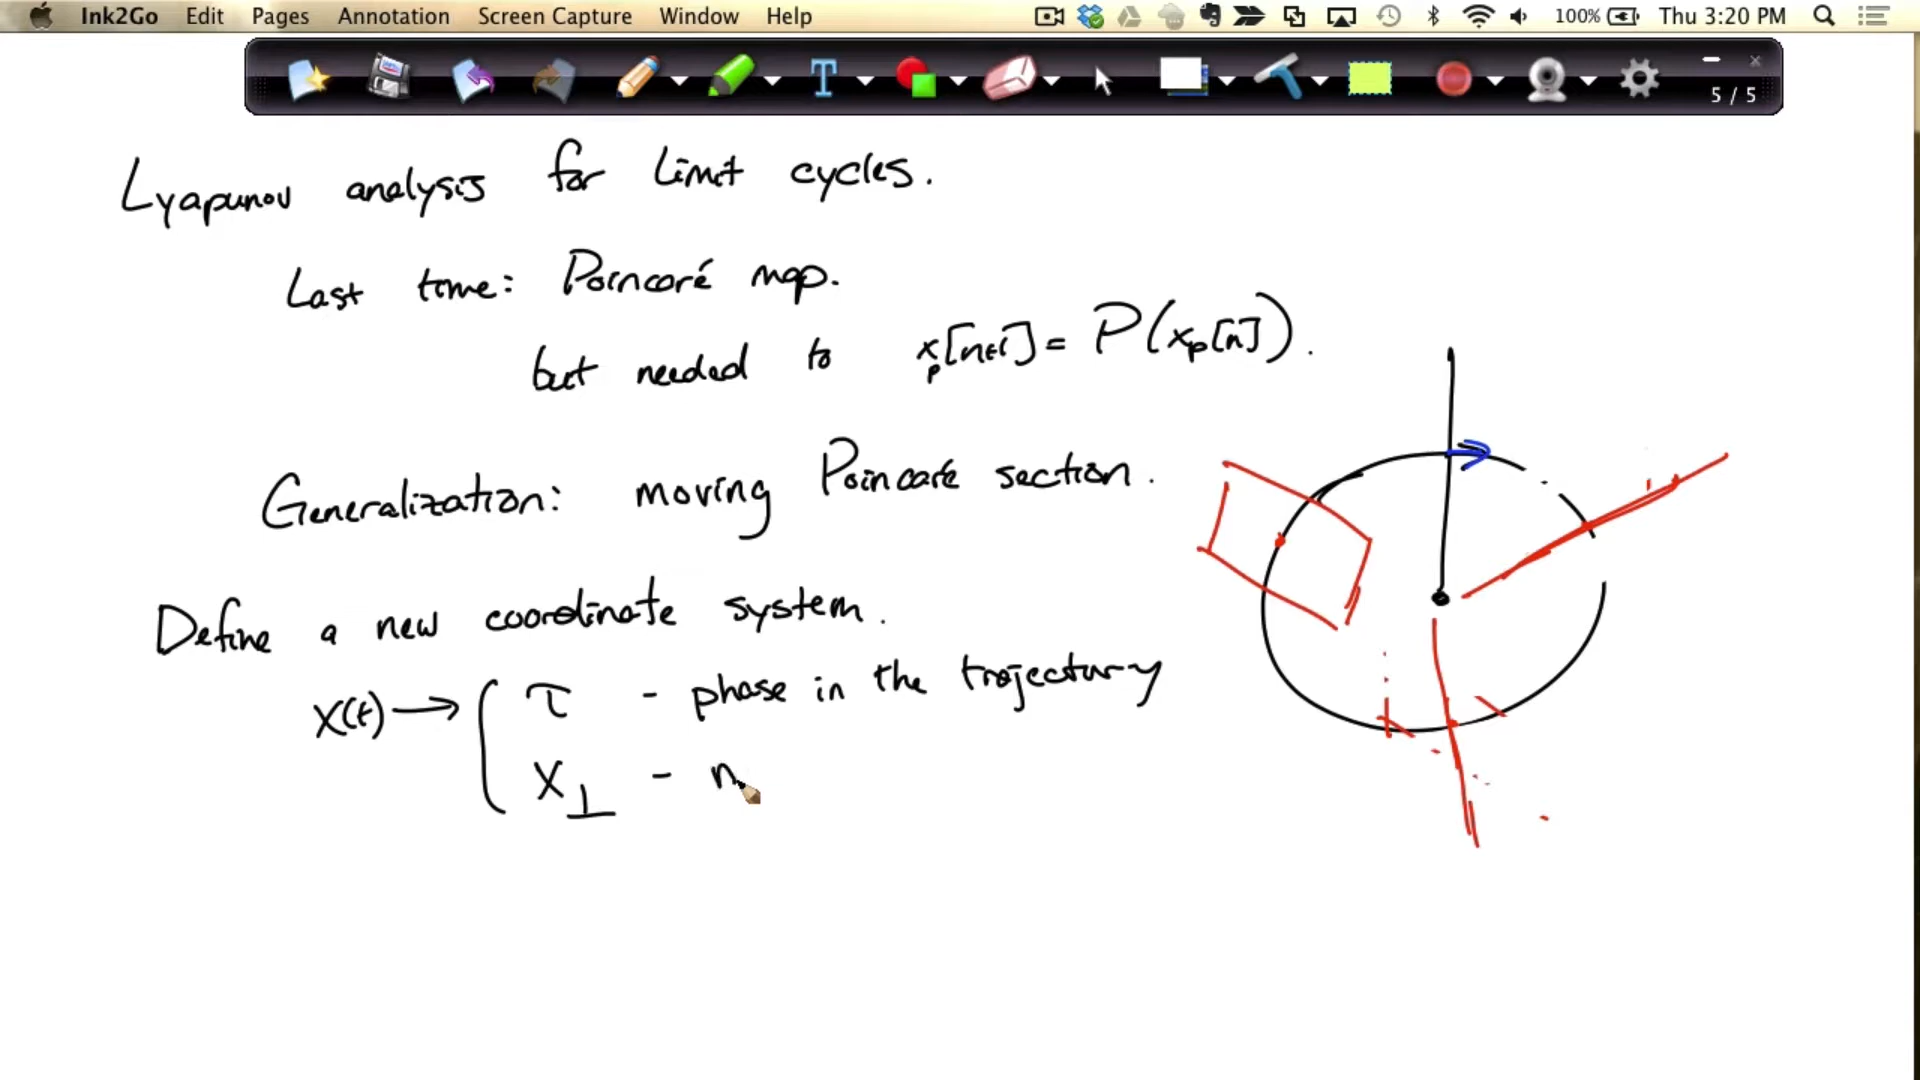 Ink2Go Edit Pages Annotation Screen Capture Window Help 100% Thu 3:20 PM
T 5 / 5
Lyapunov analysis for limit cycles.
Last time: Poincaré map.
but needed to xₚ[n+1] = P(xₚ[n]).
Generalization: moving Poincaré section.
Define a new coordinate system.
x(t) → { τ - phase in the trajectory
x⊥ - n